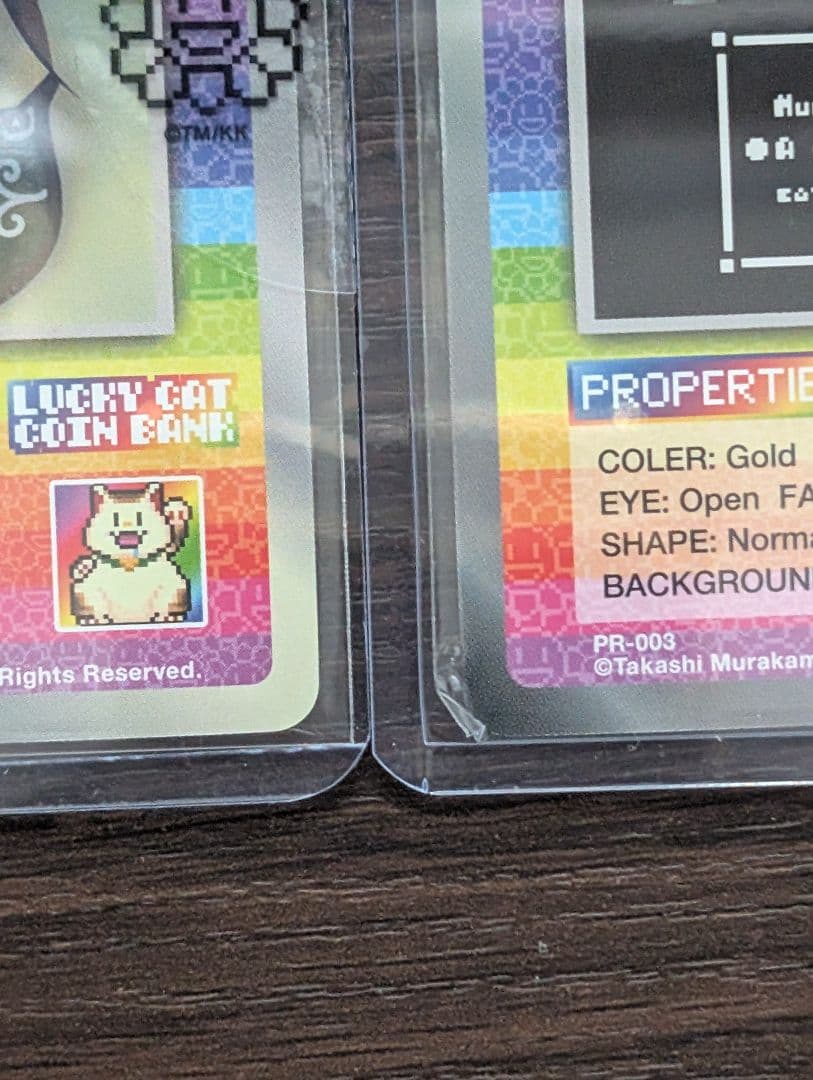 ©TM/KK
LUCKY CAT
COIN BANK
Rights Reserved.
A
PROPERTIE
COLER: Gold
EYE: Open FA
SHAPE: Norma
BACKGROUN
PR-003
©Takashi Murakam